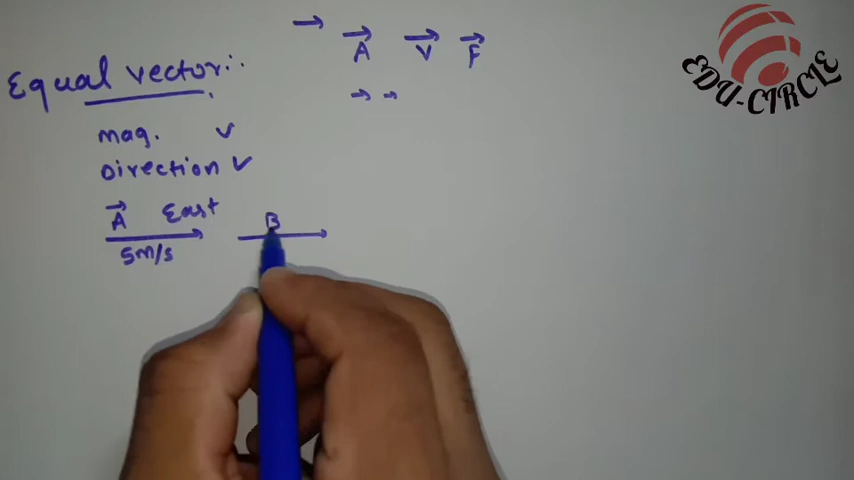 A V F
Equal vector:.
mag. v
Direction v
A East
B
5m/s
EDU-CIRCLE